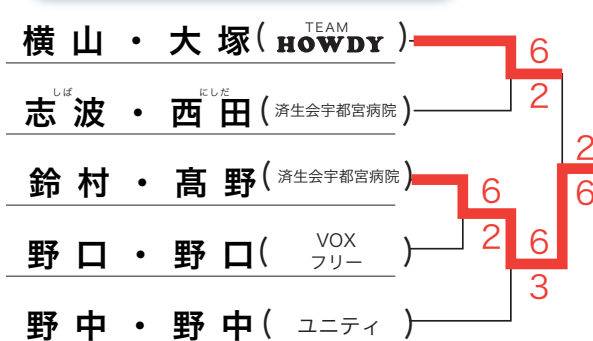 横山・大塚(TEAM HOWDY)
6
2
しば にしだ
志波・西田(済生会宇都宮病院)
2
6
鈴村・髙野(済生会宇都宮病院)
6
2
野口・野口(VOX フリー)
6
3
野中・野中(ユニティ)